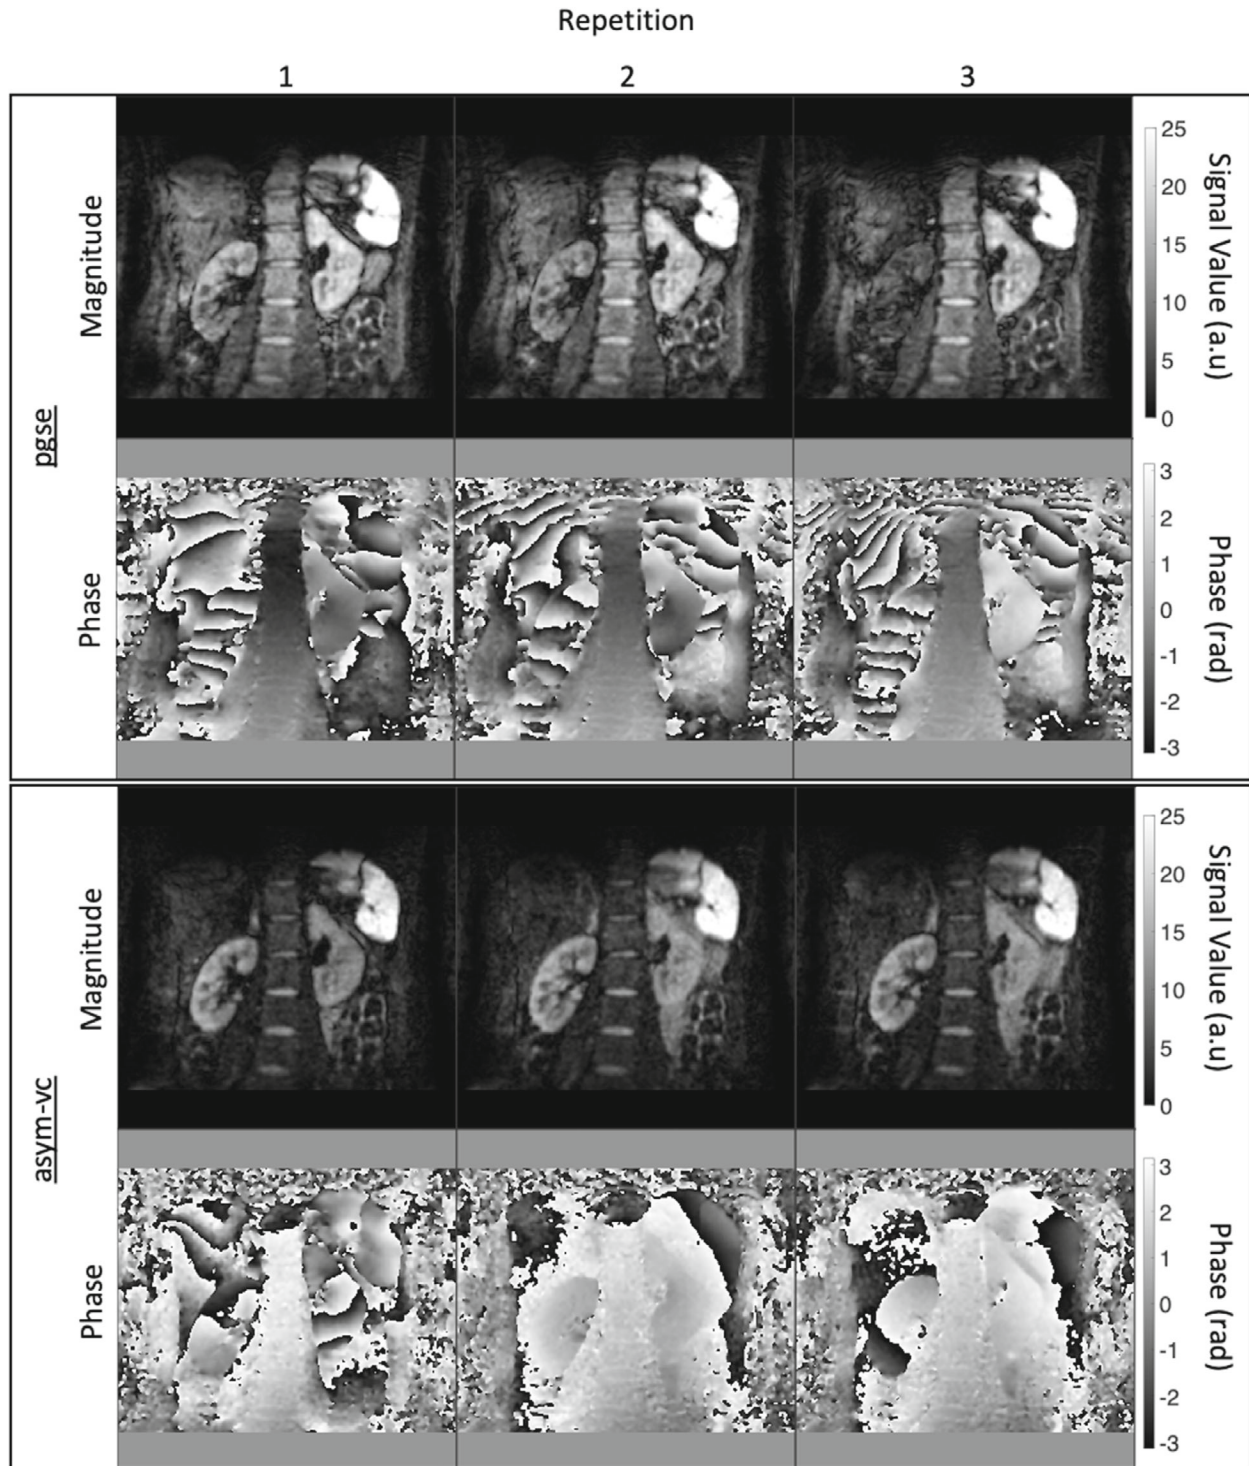 Repetition
1 2 3
pgse
Magnitude
25
20
15
10
5
0
Signal Value (a.u)
Phase
3
2
1
0
-1
-2
-3
Phase (rad)
asym-vc
Magnitude
25
20
15
10
5
0
Signal Value (a.u)
Phase
3
2
1
0
-1
-2
-3
Phase (rad)